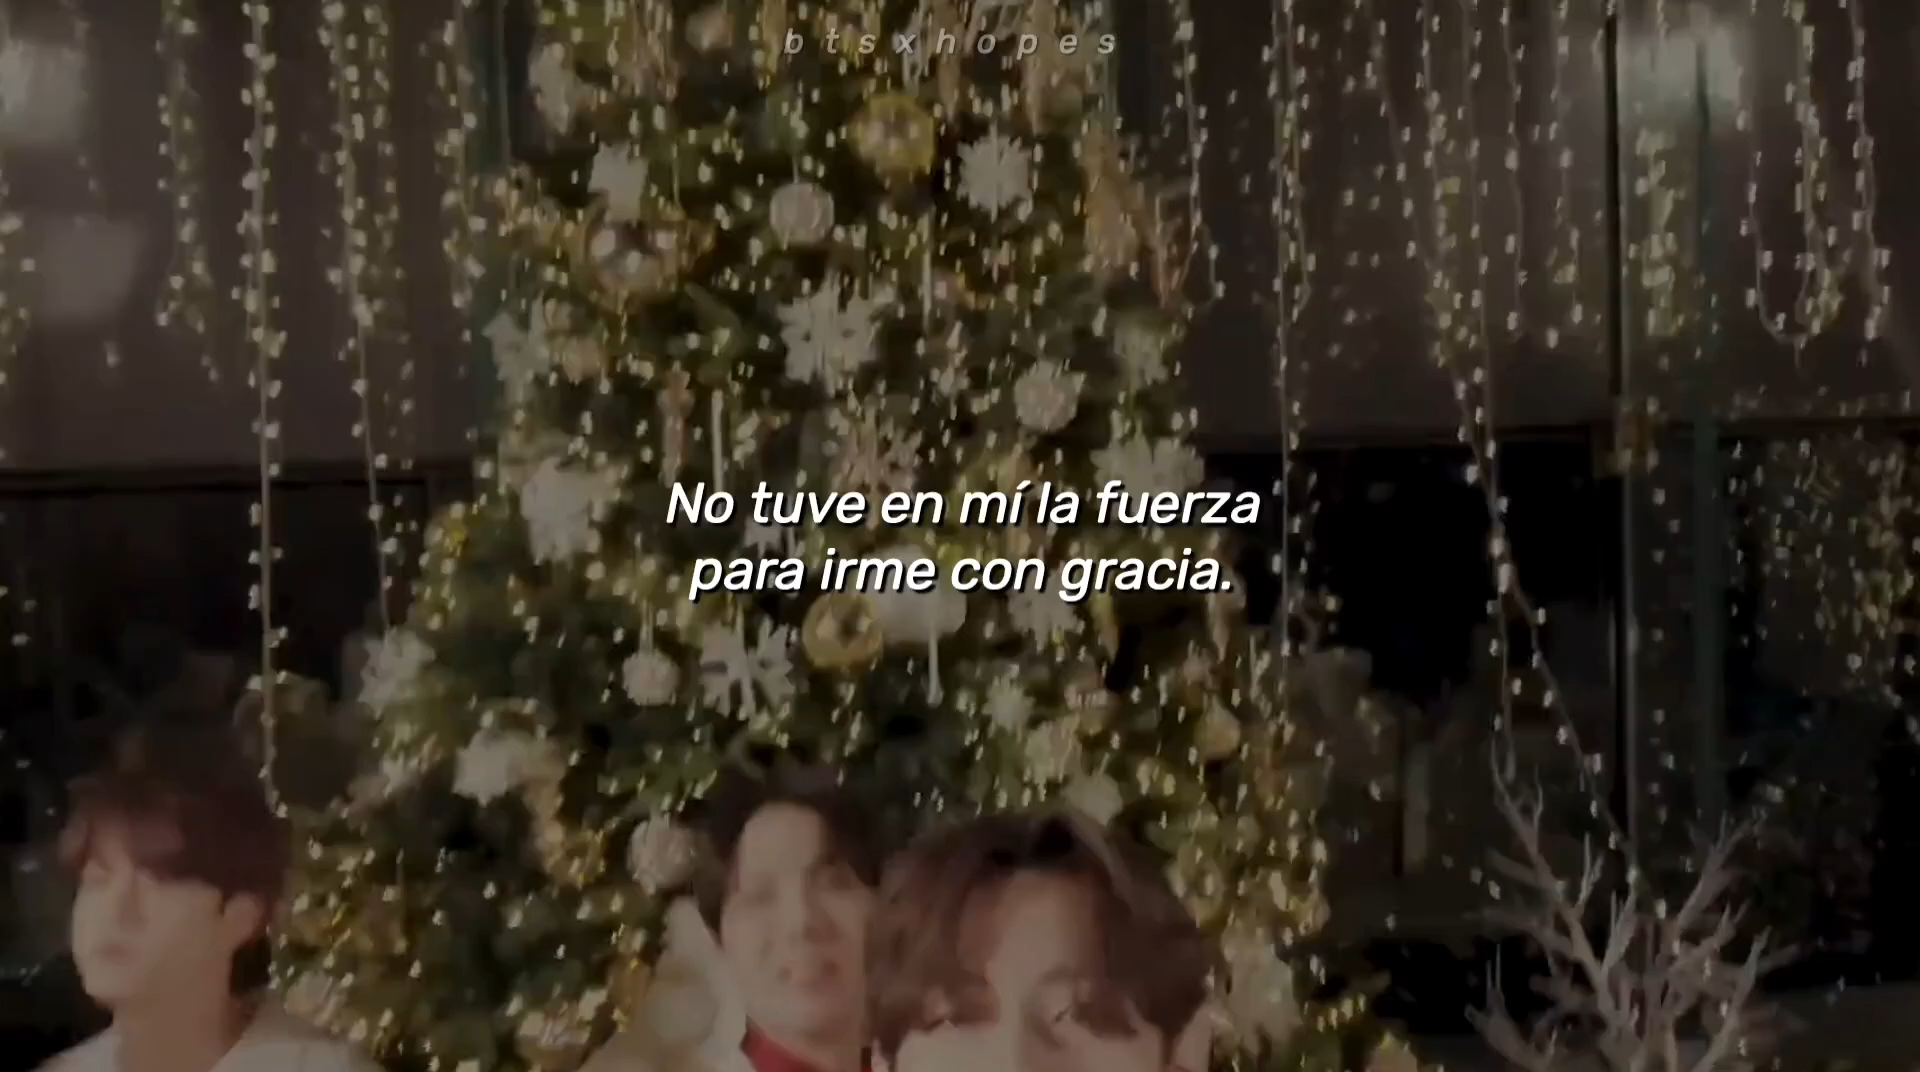 btsxhopes
No tuve en mí la fuerza
para irme con gracia.